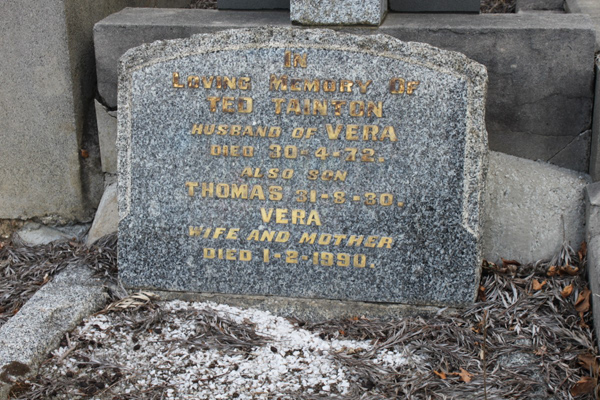 IN
LOVING MEMORY OF
TED TAINTON
HUSBAND OF VERA
DIED 30-4-72.
ALSO SON
THOMAS 31-8-30.
VERA
WIFE AND MOTHER
DIED 1-2-1990.